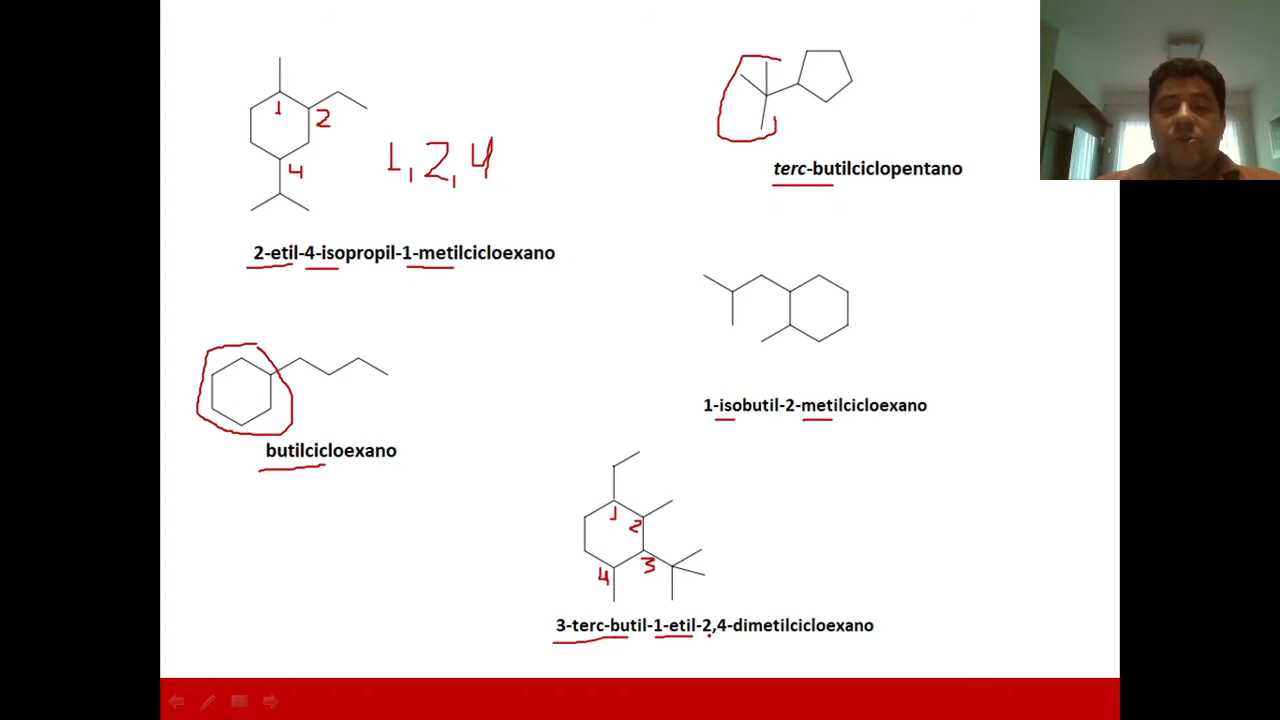 1
2
4
1,2,4
2-etil-4-isopropil-1-metilcicloexano
terc-butilciclopentano
butilcicloexano
1-isobutil-2-metilcicloexano
1
2
3
4
3-terc-butil-1-etil-2,4-dimetilcicloexano